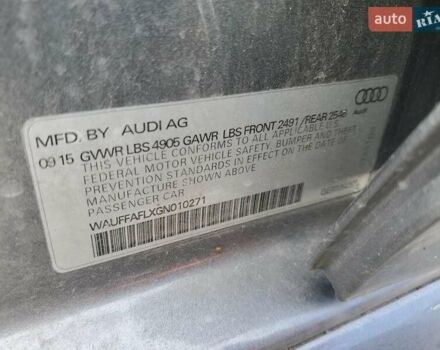 auto RIA
MFD. BY AUDI AG
Audi
09 15 GVWR LBS 4905 GAWR LBS FRONT 2491 /REAR
THIS VEHICLE CONFORMS TO ALL APPLICABLE U.S.
FEDERAL MOTOR VEHICLE SAFETY, BUMPER AND THEFT
PREVENTION STANDARDS IN EFFECT ON THE DATE OF
MANUFACTURE SHOWN ABOVE
PASSENGER CAR
WAUFFAFLXGN010271